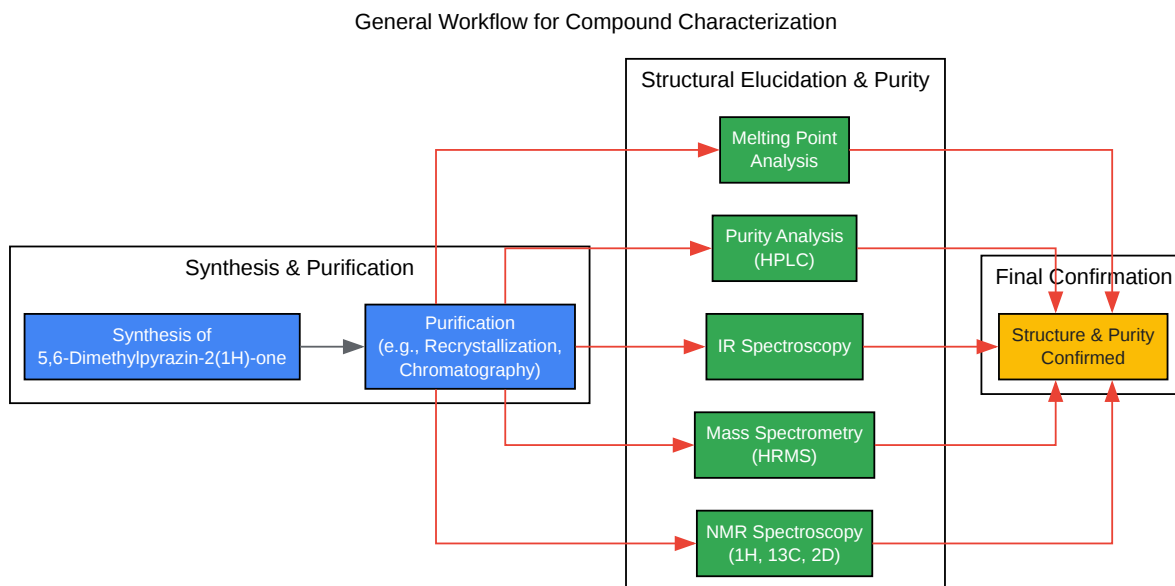 General Workflow for Compound Characterization
Structural Elucidation & Purity
Melting Point
Analysis
Purity Analysis
(HPLC)
Synthesis & Purification
Final Confirmation
Synthesis of
5,6-Dimethylpyrazin-2(1H)-one
Purification
(e.g., Recrystallization,
Chromatography)
IR Spectroscopy
Structure & Purity
Confirmed
Mass Spectrometry
(HRMS)
NMR Spectroscopy
(1H, 13C, 2D)